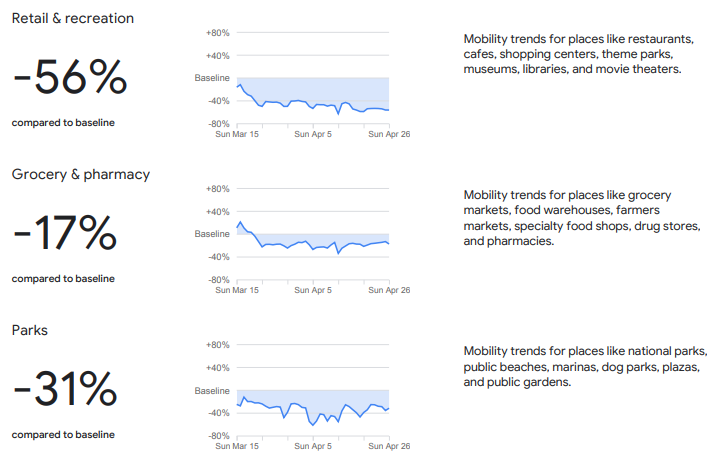 Retail & recreation
-56%
compared to baseline
+80%
+40%
Baseline
-40%
-80%
Sun Mar 15
Sun Apr 5
Sun Apr 26
Mobility trends for places like restaurants,
cafes, shopping centers, theme parks,
museums, libraries, and movie theaters.
Grocery & pharmacy
-17%
compared to baseline
+80%
+40%
Baseline
-40%
-80%
Sun Mar 15
Sun Apr 5
Sun Apr 26
Mobility trends for places like grocery
markets, food warehouses, farmers
markets, specialty food shops, drug stores,
and pharmacies.
Parks
-31%
compared to baseline
+80%
+40%
Baseline
-40%
-80%
Sun Mar 15
Sun Apr 5
Sun Apr 26
Mobility trends for places like national parks,
public beaches, marinas, dog parks, plazas,
and public gardens.